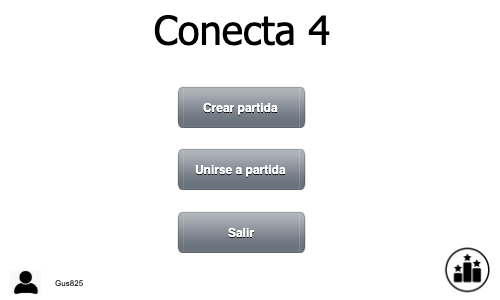 Conecta 4
Crear partida
Unirse a partida
Salir
Gus825